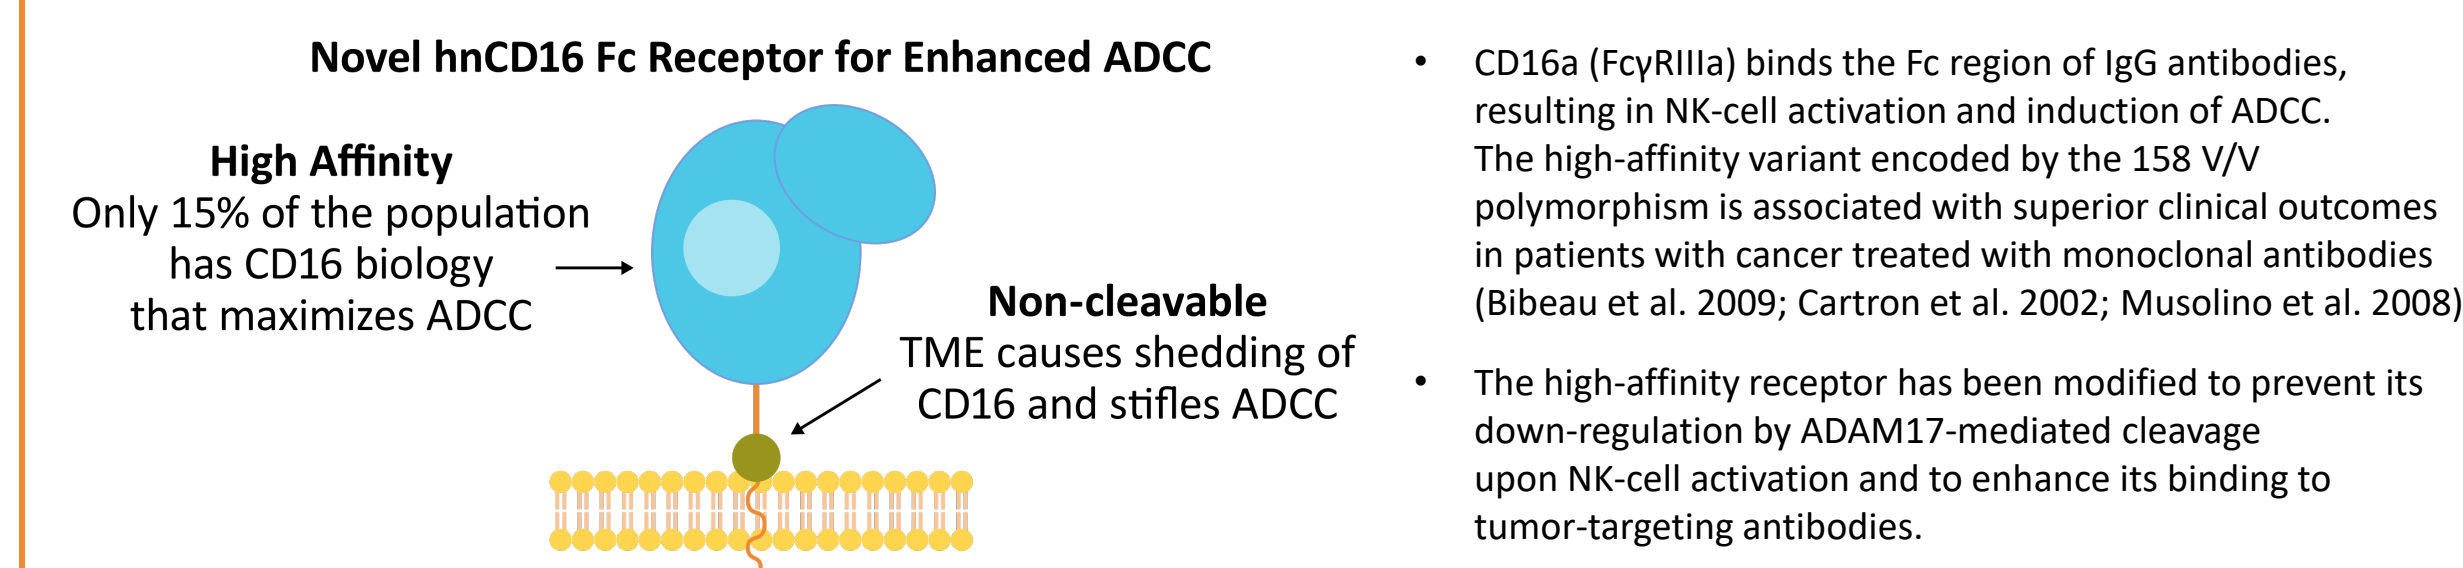 Novel hnCD16 Fc Receptor for Enhanced ADCC
High Affinity
Only 15% of the population
has CD16 biology
that maximizes ADCC
Non-cleavable
TME causes shedding of
CD16 and stifles ADCC
• CD16a (FcγRIIIa) binds the Fc region of IgG antibodies,
resulting in NK-cell activation and induction of ADCC.
The high-affinity variant encoded by the 158 V/V
polymorphism is associated with superior clinical outcomes
in patients with cancer treated with monoclonal antibodies
(Bibeau et al. 2009; Cartron et al. 2002; Musolino et al. 2008)
• The high-affinity receptor has been modified to prevent its
down-regulation by ADAM17-mediated cleavage
upon NK-cell activation and to enhance its binding to
tumor-targeting antibodies.